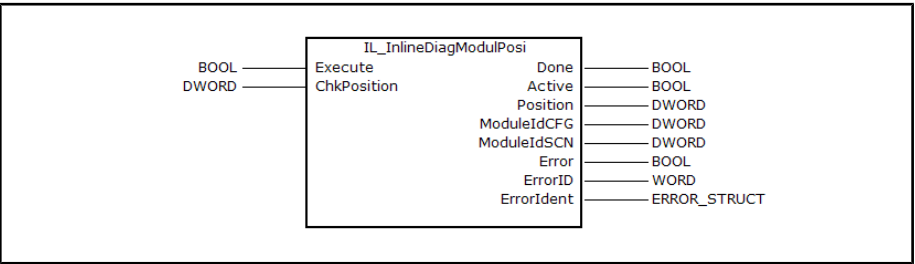 IL_InlineDiagModulPosi
BOOL Execute Done BOOL
DWORD ChkPosition Active BOOL
Position DWORD
ModuleIdCFG DWORD
ModuleIdSCN DWORD
Error BOOL
ErrorID WORD
ErrorIdent ERROR_STRUCT